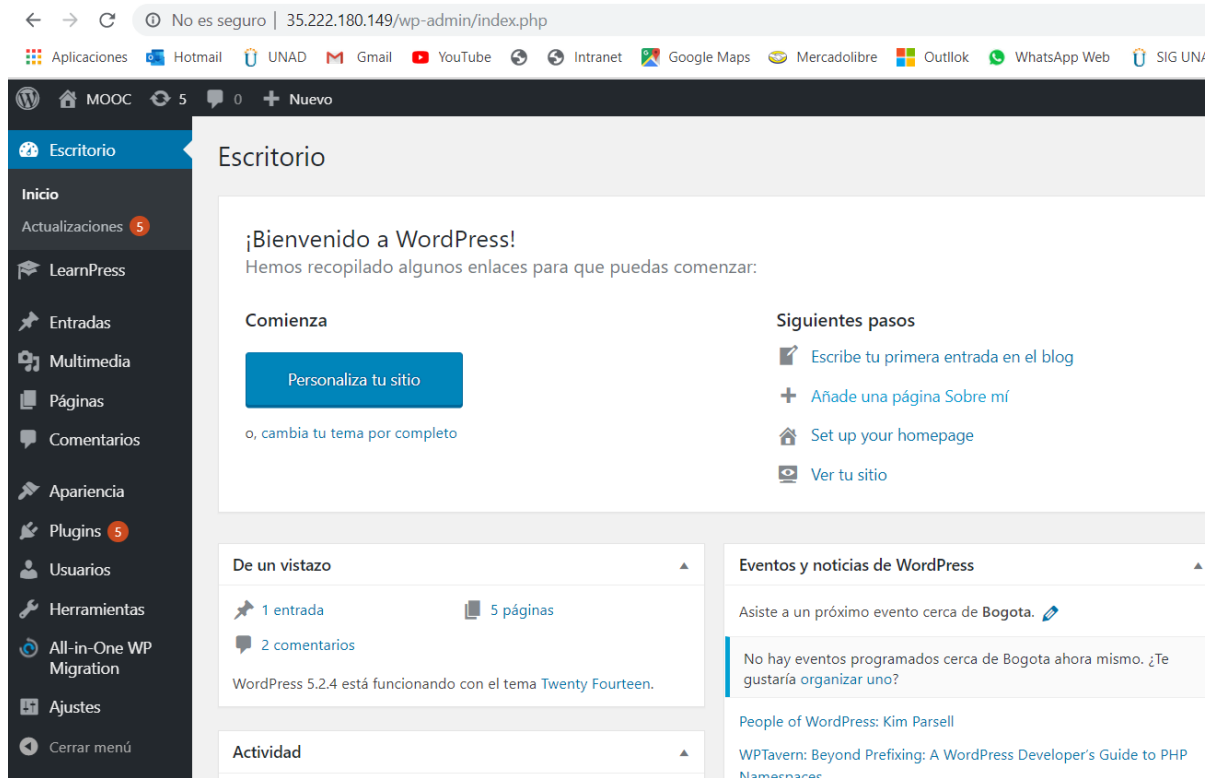 No es seguro | 35.222.180.149/wp-admin/index.php
Aplicaciones Hotmail UNAD Gmail YouTube Intranet Google Maps Mercadolibre Outllok WhatsApp Web SIG UNA
MOOC 5 0 Nuevo
Escritorio
Inicio
Actualizaciones 5
LearnPress
Entradas
Multimedia
Páginas
Comentarios
Apariencia
Plugins 5
Usuarios
Herramientas
All-in-One WP
Migration
Ajustes
Cerrar menú
Escritorio
¡Bienvenido a WordPress!
Hemos recopilado algunos enlaces para que puedas comenzar:
Comienza
Personaliza tu sitio
o, cambia tu tema por completo
Siguientes pasos
Escribe tu primera entrada en el blog
Añade una página Sobre mí
Set up your homepage
Ver tu sitio
De un vistazo
1 entrada 5 páginas
2 comentarios
WordPress 5.2.4 está funcionando con el tema Twenty Fourteen.
Actividad
Eventos y noticias de WordPress
Asiste a un próximo evento cerca de Bogota.
No hay eventos programados cerca de Bogota ahora mismo. ¿Te
gustaría organizar uno?
People of WordPress: Kim Parsell
WPTavern: Beyond Prefixing: A WordPress Developer's Guide to PHP
Namespaces